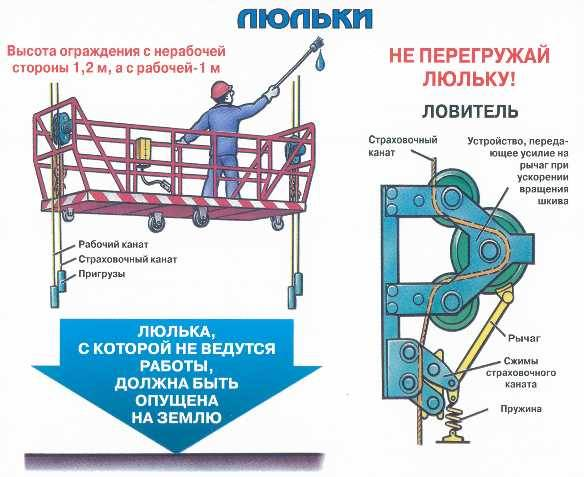 ЛЮЛЬКИ
Высота ограждения с нерабочей
стороны 1,2 м, а с рабочей-1 м
Рабочий канат
Страховочный канат
Пригрузы
ЛЮЛЬКА,
С КОТОРОЙ НЕ ВЕДУТСЯ
РАБОТЫ,
ДОЛЖНА БЫТЬ
ОПУЩЕНА
НА ЗЕМЛЮ
НЕ ПЕРЕГРУЖАЙ
ЛЮЛЬКУ!
ЛОВИТЕЛЬ
Страховочный
канат
Устройство, переда-
ющее усилие на
рычаг при
ускорении
вращения
шкива
Рычаг
Сжимы
страховочного
каната
Пружина